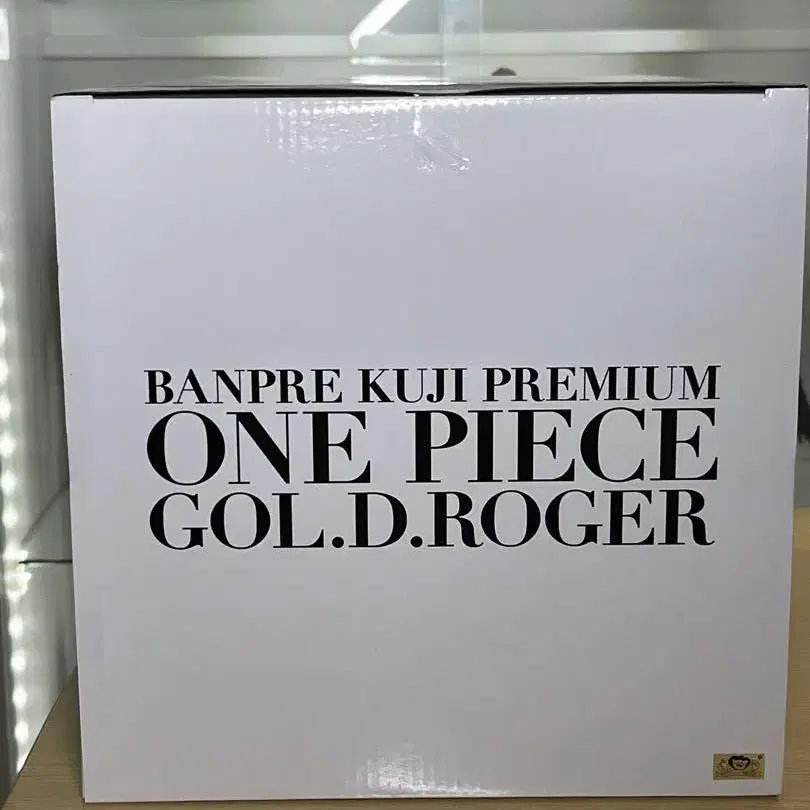 BANPRE KUJI PREMIUM
ONE PIECE
GOL.D.ROGER